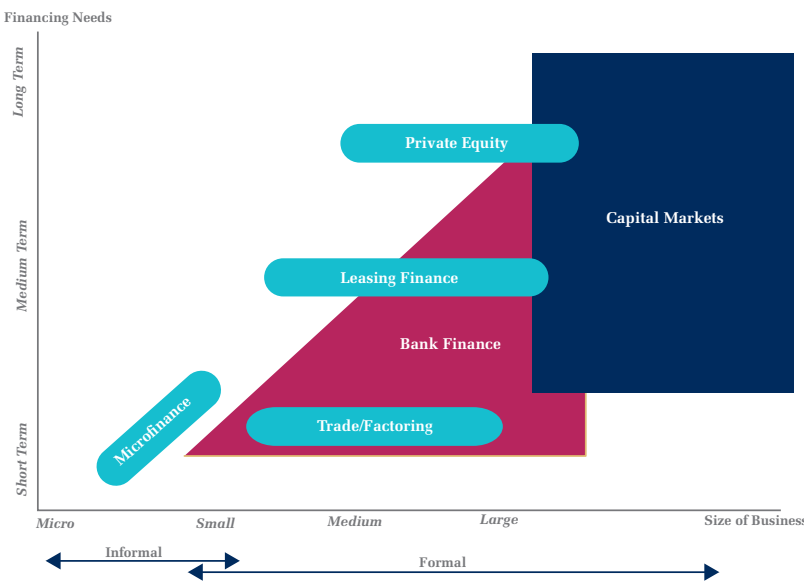 Financing Needs
Long Term
Private Equity
Capital Markets
Medium Term
Leasing Finance
Bank Finance
Microfinance
Trade/Factoring
Short Term
Micro
Small
Medium
Large
Size of Business
Informal
Formal